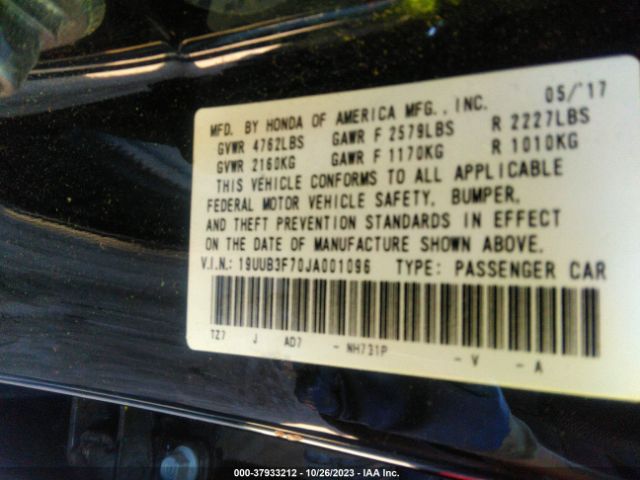 MFD. BY HONDA OF AMERICA MFG., INC. 05/'17
GVWR 4762LBS GAWR F 2579LBS R 2227LBS
GVWR 2160KG GAWR F 1170KG R 1010KG
THIS VEHICLE CONFORMS TO ALL APPLICABLE
FEDERAL MOTOR VEHICLE SAFETY, BUMPER,
AND THEFT PREVENTION STANDARDS IN EFFECT
ON THE DATE OF MANUFACTURE SHOWN ABOVE.
V.I.N.: 19UUB3F70JA001096 TYPE: PASSENGER CAR
TZ7 J AD7 - NH731P - V - A
000-37933212 - 10/26/2023 - IAA Inc.